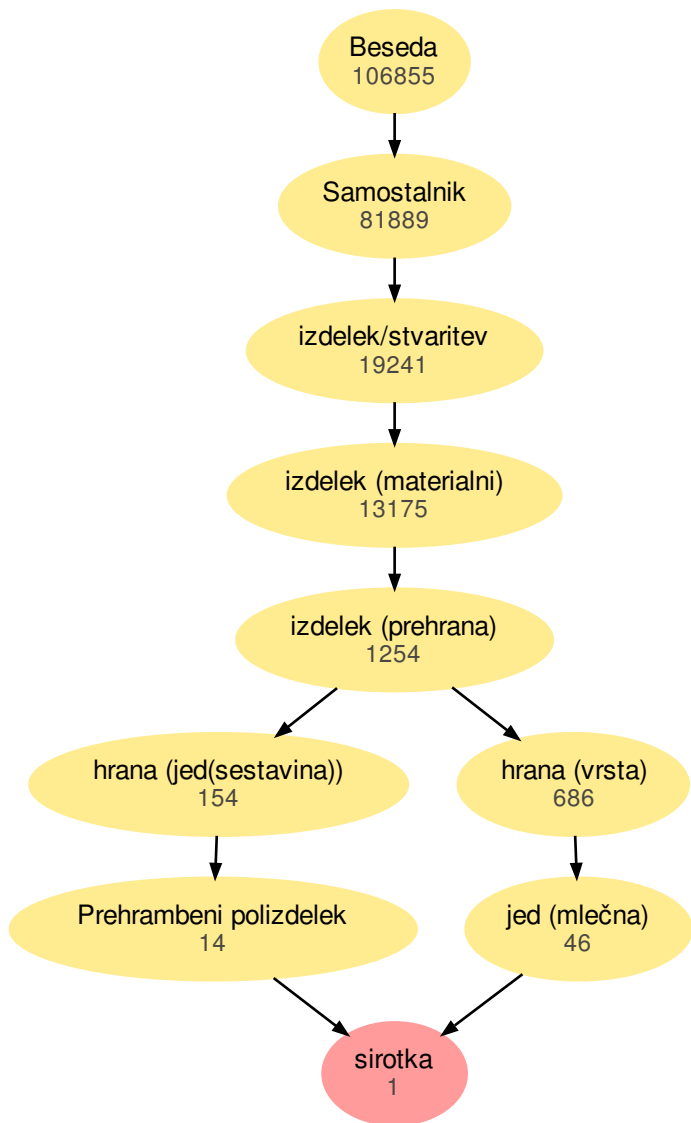 Beseda
106855
Samostalnik
81889
izdelek/stvaritev
19241
izdelek (materialni)
13175
izdelek (prehrana)
1254
hrana (jed(sestavina))
154
hrana (vrsta)
686
Prehrambeni polizdelek
14
jed (mlečna)
46
sirotka
1